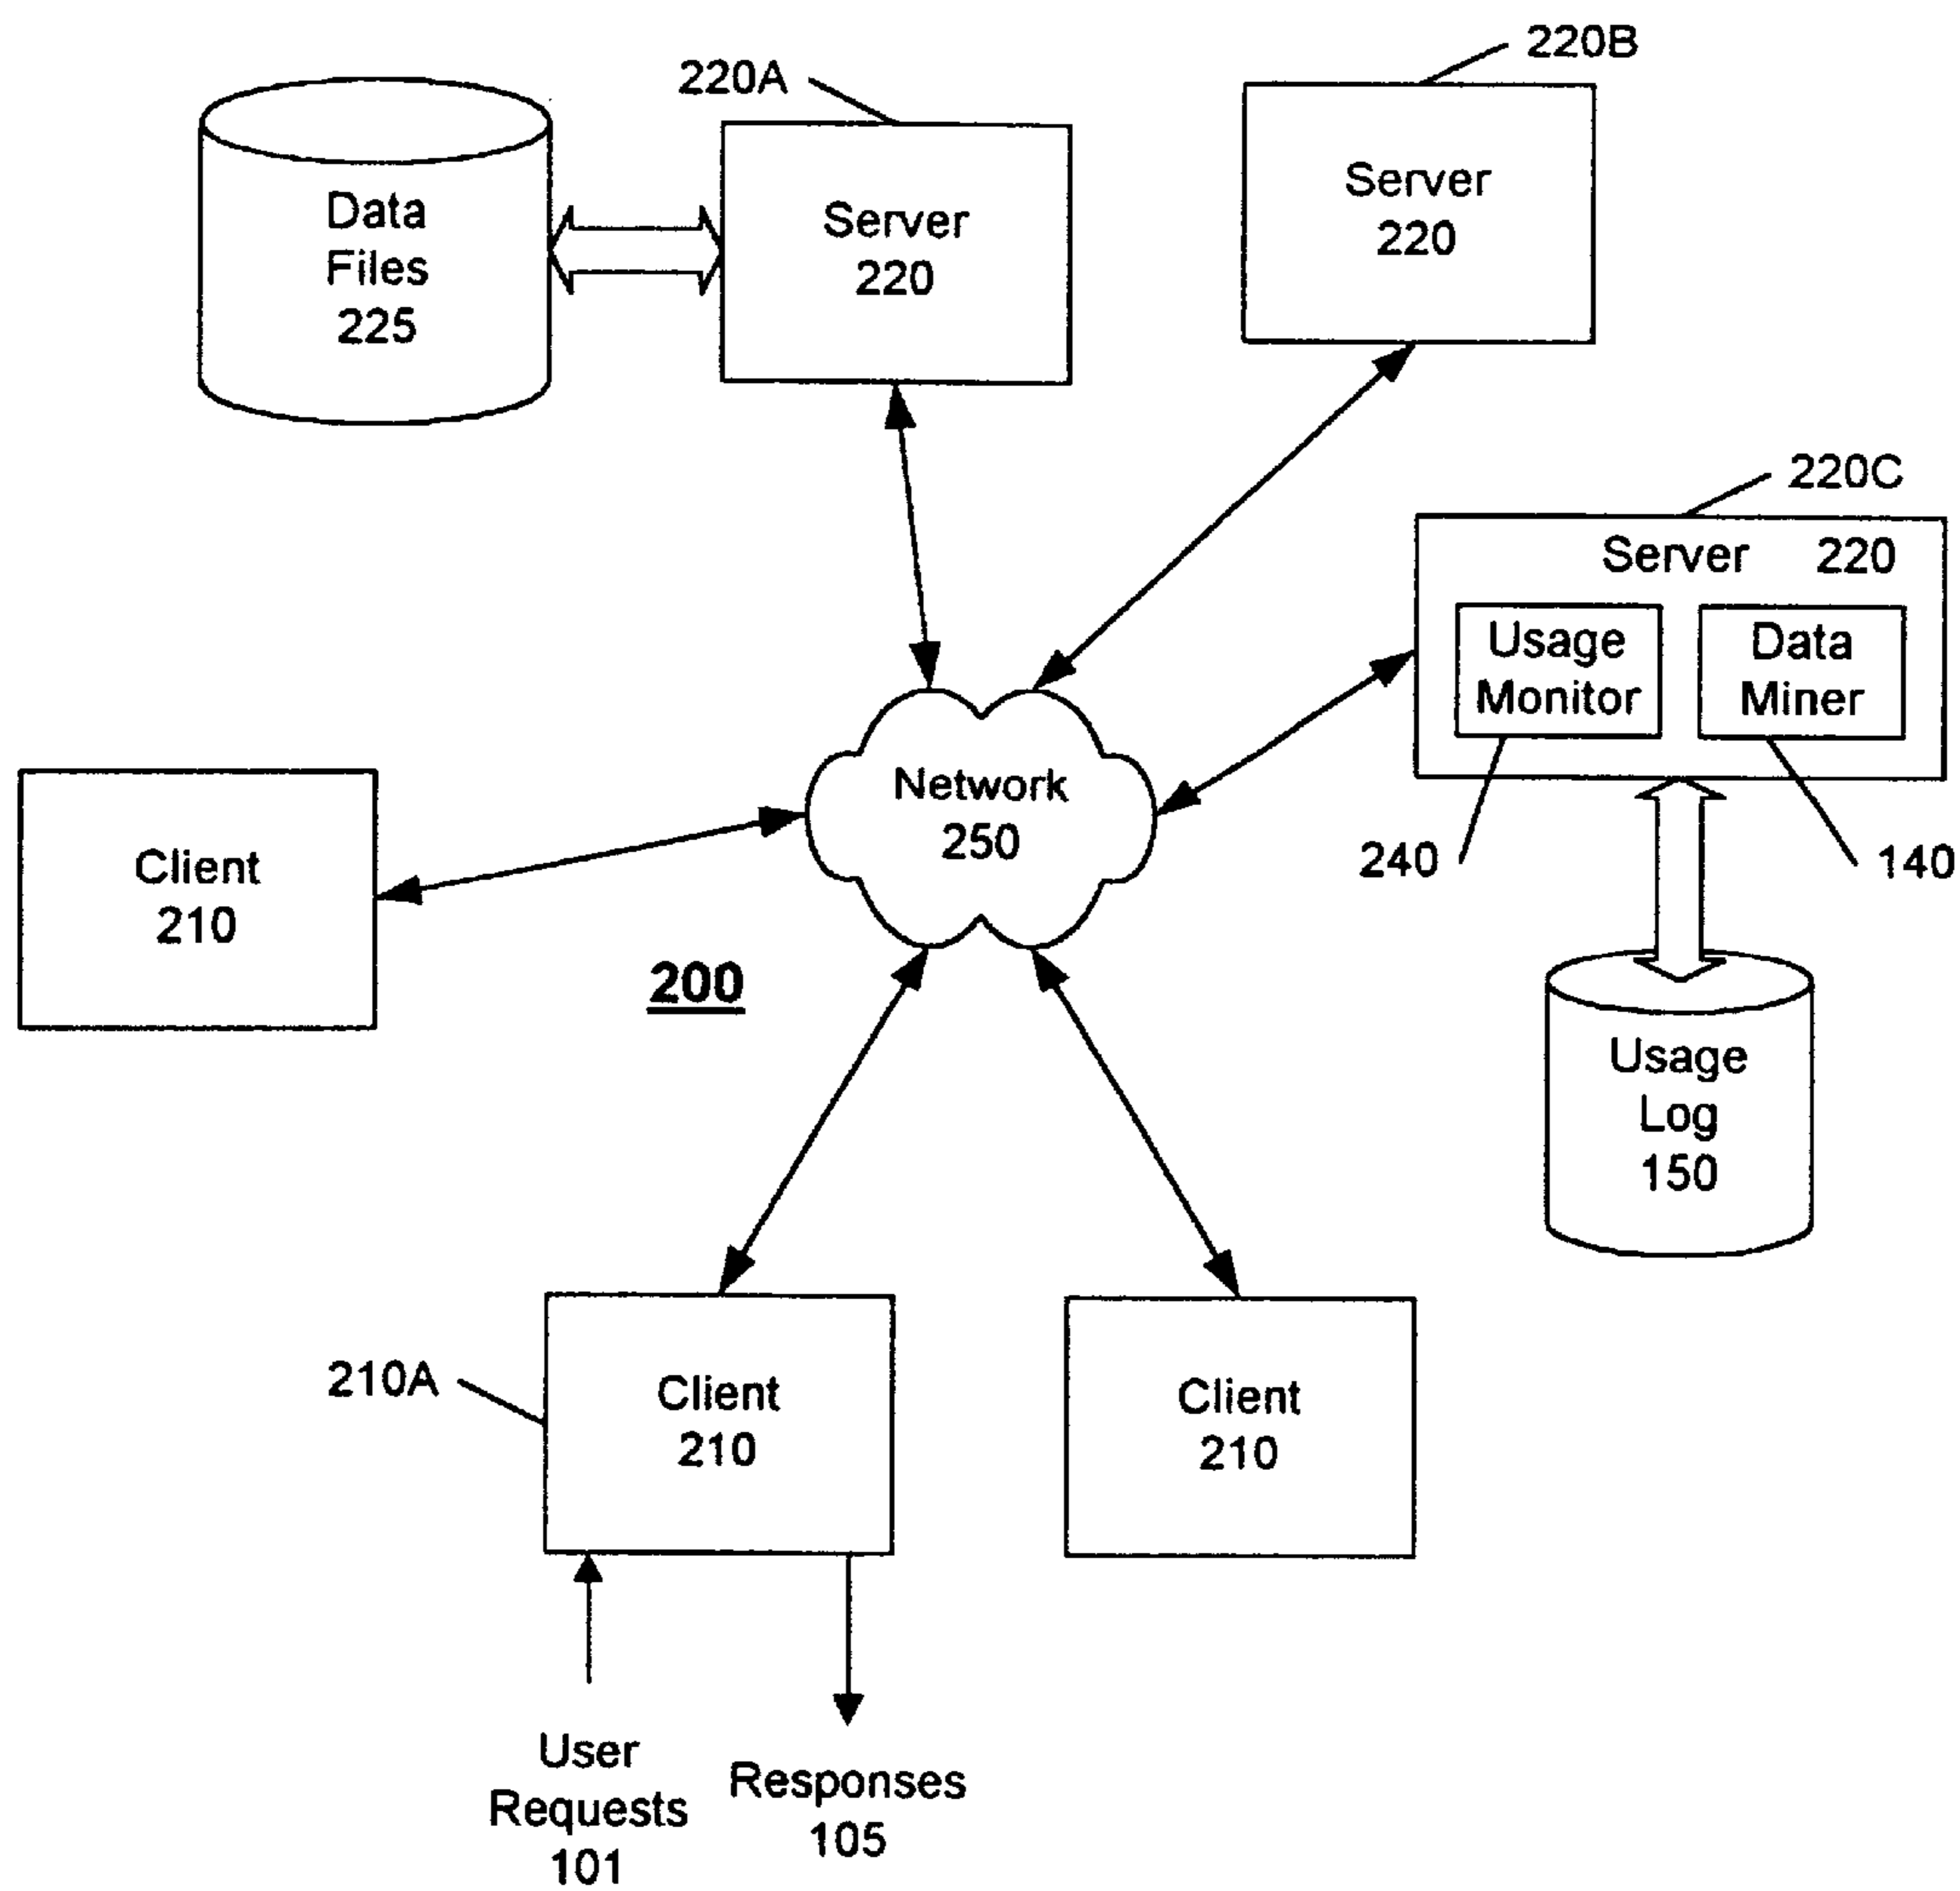 220B
220A
Server
220
Data
Files
225
Server
220
220C
Server 220
Usage
Monitor
Data
Miner
Network
250
240
140
Client
210
200
Usage
Log
150
210A
Client
210
Client
210
User
Requests
101
Responses
105